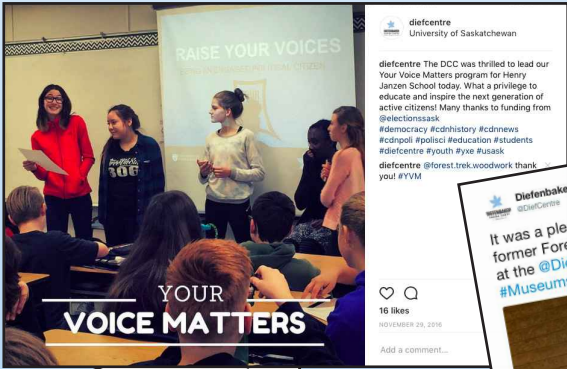 RAISE YOUR VOICES
YOUR
VOICE MATTERS
diefcentre
University of Saskatchewan
diefcentre The DCC was thrilled to lead our
Your Voice Matters program for Henry
Janzen School today. What a privilege to
educate and inspire the next generation of
active citizens! Many thanks to funding from
@electionssask
#democracy #cdnhistory #cdnnews
#cdnpoli #polisci #education #students
#diefcentre #youth #yxe #usask
diefcentre @forest.trek.woodwork thank
you! #YVM
16 likes
NOVEMBER 29, 2016
Add a comment...
Diefenbake
@DiefCentre
It was a ple
former Fore
at the @Di
#Museum